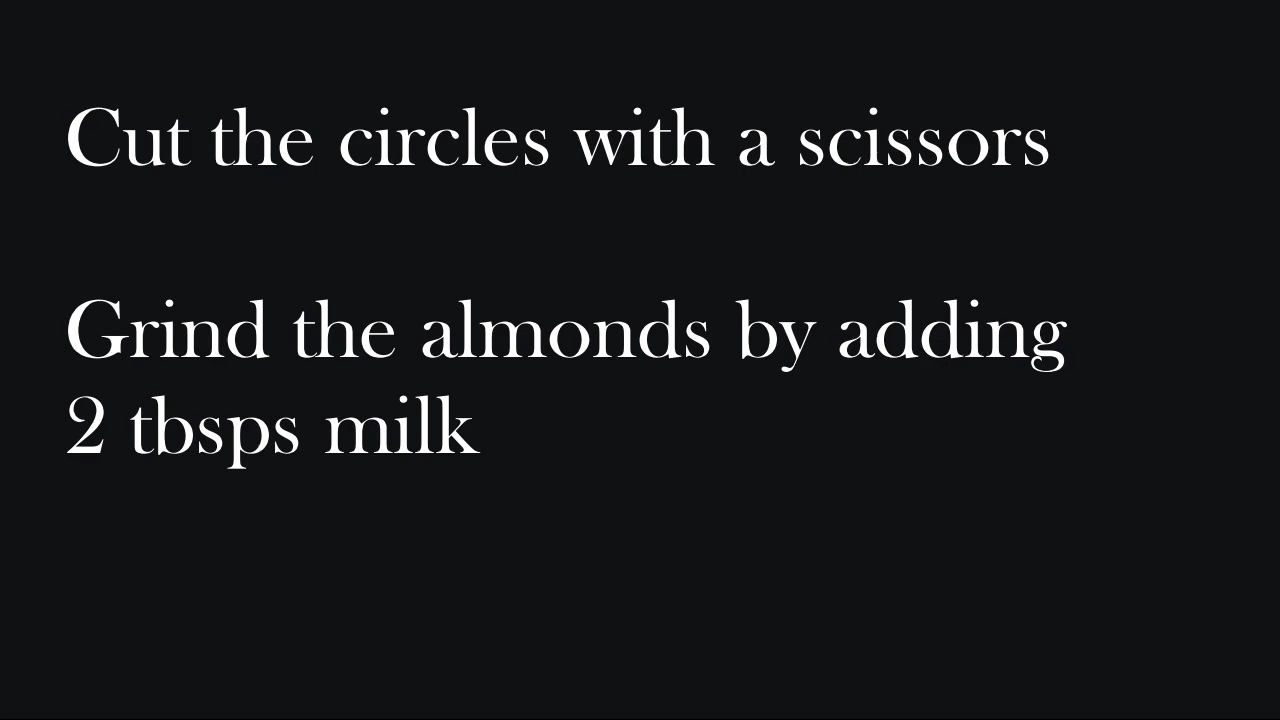 Cut the circles with a scissors
Grind the almonds by adding
2 tbsps milk